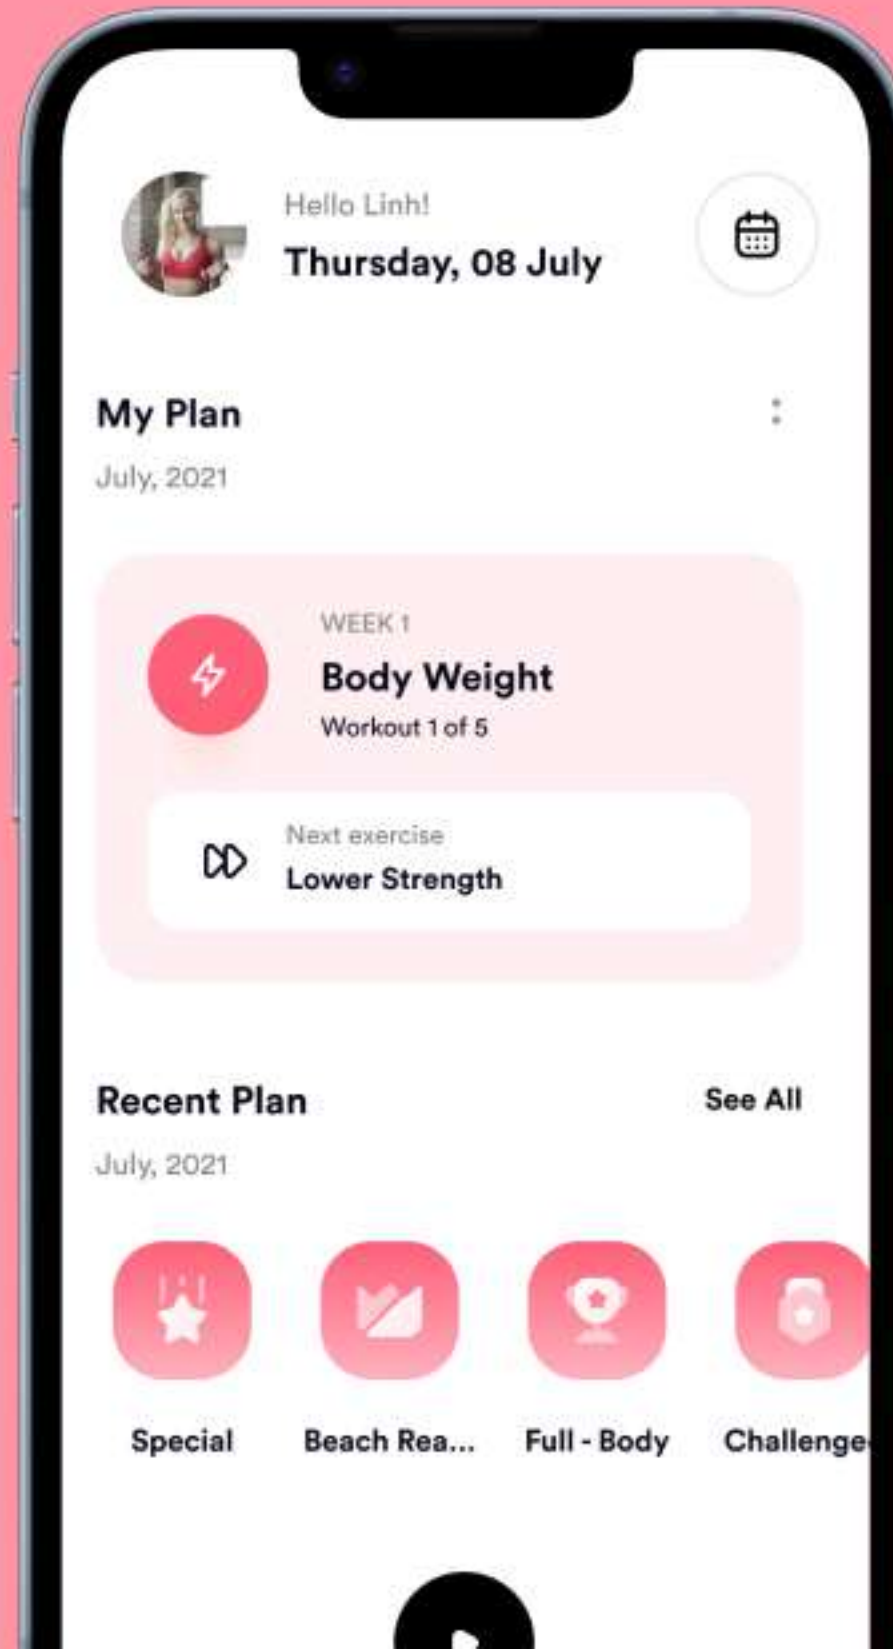 Hello Linh!
Thursday, 08 July
My Plan
July, 2021
WEEK 1
Body Weight
Workout 1 of 5
Next exercise
Lower Strength
Recent Plan
See All
July, 2021
Special
Beach Rea...
Full - Body
Challenge